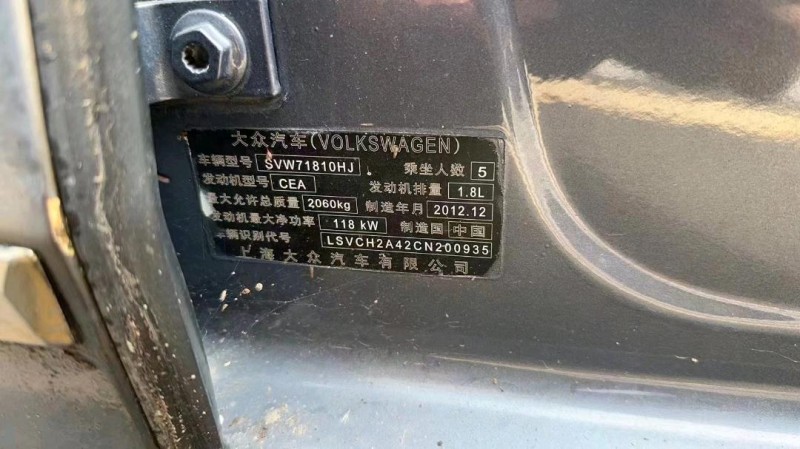 大众汽车(VOLKSWAGEN)
车辆型号 SVW71810HJ 乘坐人数 5
发动机型号 CEA 发动机排量 1.8L
最大允许总质量 2060kg 制造年月 2012.12
发动机最大净功率 118 kW 制造国 中国
车辆识别代号 LSVCH2A42CN200935
上海大众汽车有限公司